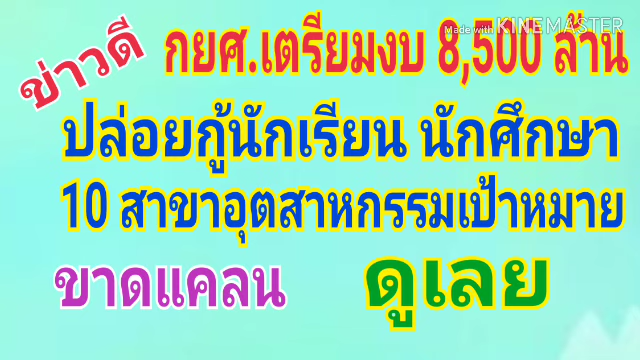 Made with KINEMASTER
ข่าวดี
กยศ.เตรียมงบ 8,500 ล้าน
ปล่อยกู้นักเรียน นักศึกษา
10 สาขาอุตสาหกรรมเป้าหมาย
ขาดแคลน ดูเลย